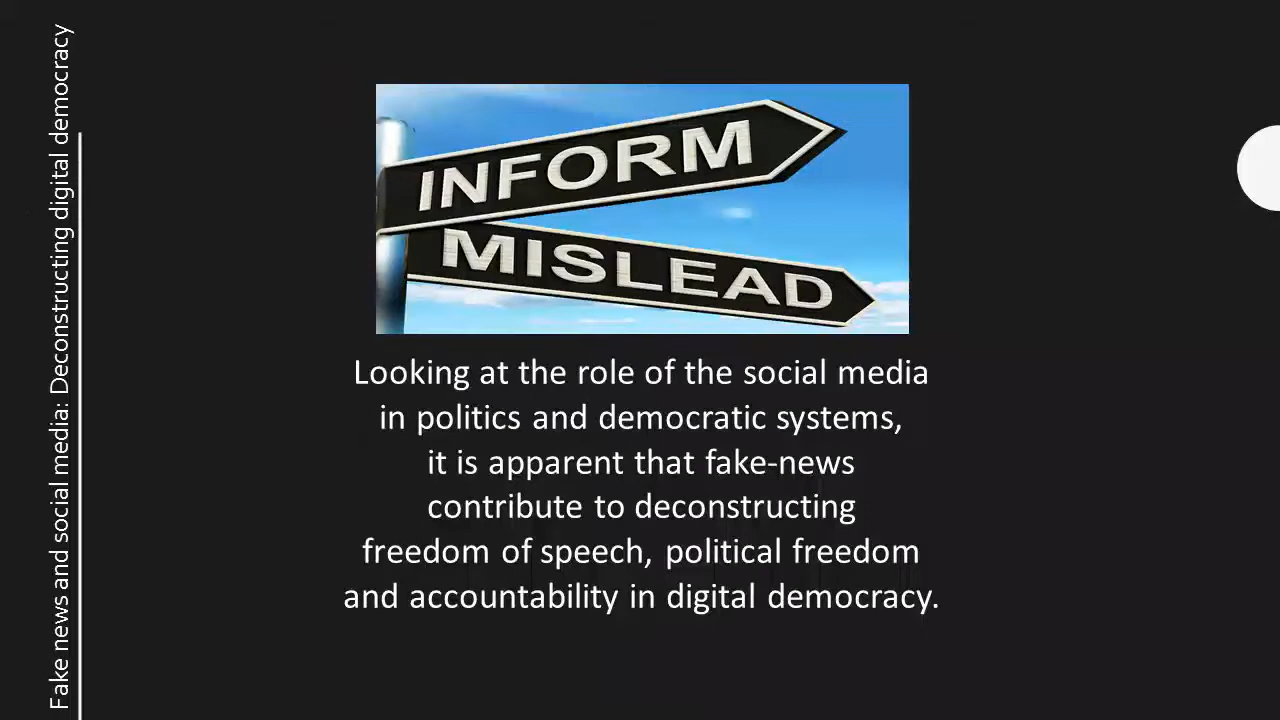 Fake news and social media: Deconstructing digital democracy
INFORM
MISLEAD
Looking at the role of the social media
in politics and democratic systems,
it is apparent that fake-news
contribute to deconstructing
freedom of speech, political freedom
and accountability in digital democracy.